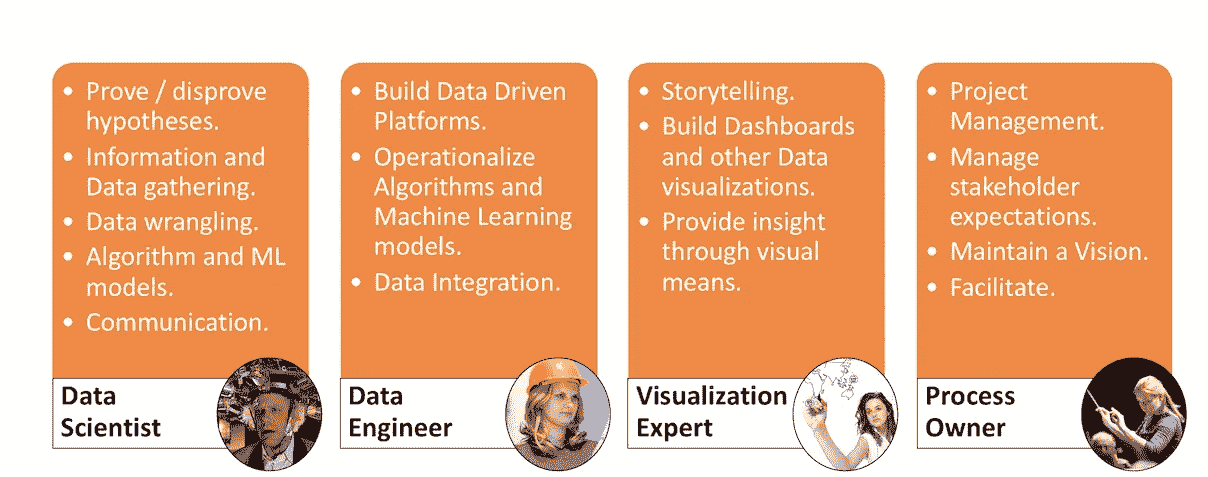 • Prove / disprove
hypotheses.
• Information and
Data gathering.
• Data wrangling.
• Algorithm and ML
models.
• Communication.
Data
Scientist
• Build Data Driven
Platforms.
• Operationalize
Algorithms and
Machine Learning
models.
• Data Integration.
Data
Engineer
• Storytelling.
• Build Dashboards
and other Data
visualizations.
• Provide insight
through visual
means.
Visualization
Expert
• Project
Management.
• Manage
stakeholder
expectations.
• Maintain a Vision.
• Facilitate.
Process
Owner